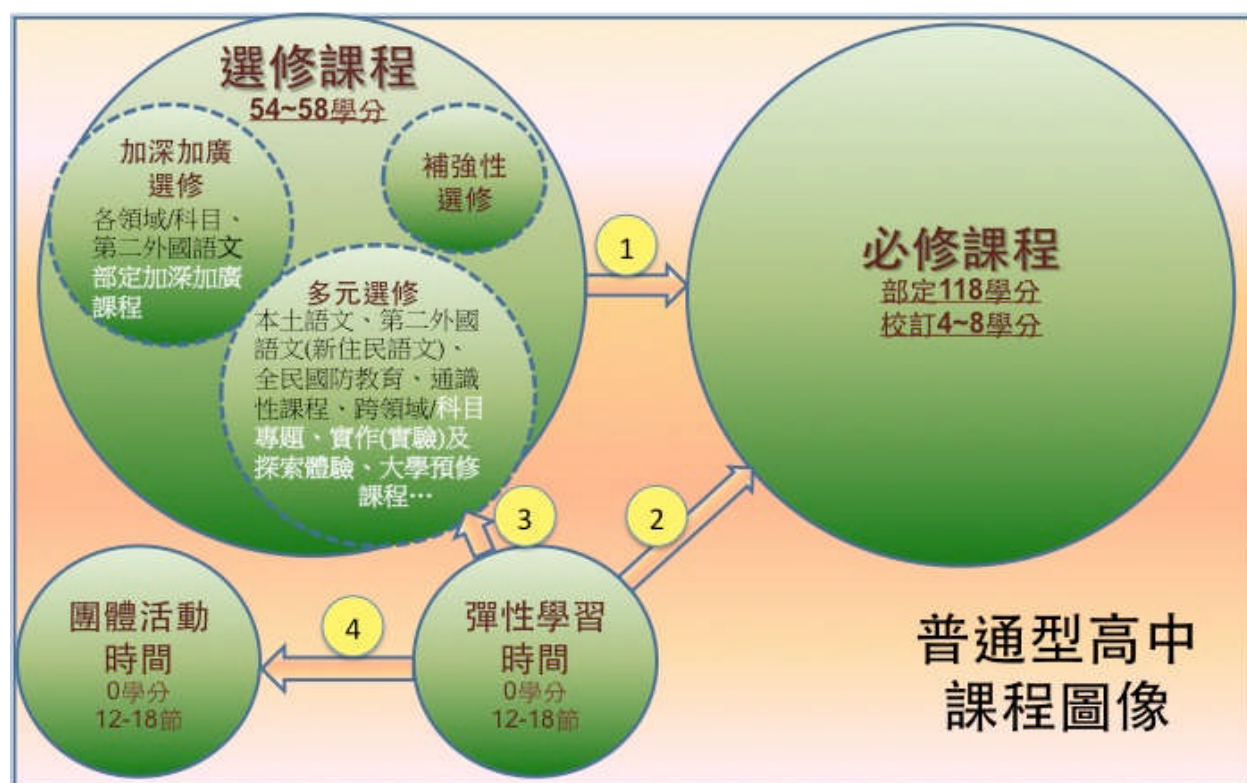 選修課程
54~58學分
加深加廣
選修
各領域/科目、
第二外國語文
部定加深加廣
課程
補強性
選修
多元選修
本土語文、第二外國
語文(新住民語文)、
全民國防教育、通識
性課程、跨領域/科目
專題、實作(實驗)及
探索體驗、大學預修
課程…
1
必修課程
部定118學分
校訂4~8學分
3
2
團體活動
時間
0學分
12-18節
4
彈性學習
時間
0學分
12-18節
普通型高中
課程圖像